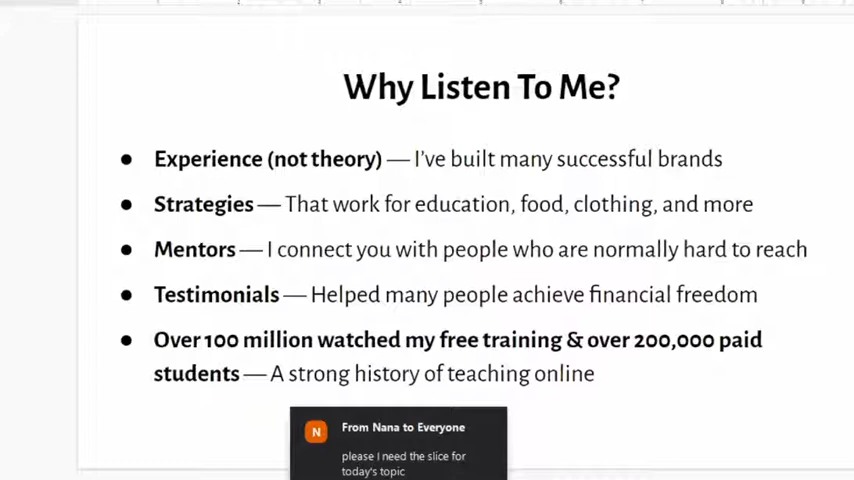 Why Listen To Me?
● Experience (not theory) — I've built many successful brands
● Strategies — That work for education, food, clothing, and more
● Mentors — I connect you with people who are normally hard to reach
● Testimonials — Helped many people achieve financial freedom
● Over 100 million watched my free training & over 200,000 paid
students — A strong history of teaching online
N
From Nana to Everyone
please I need the slice for
today's topic